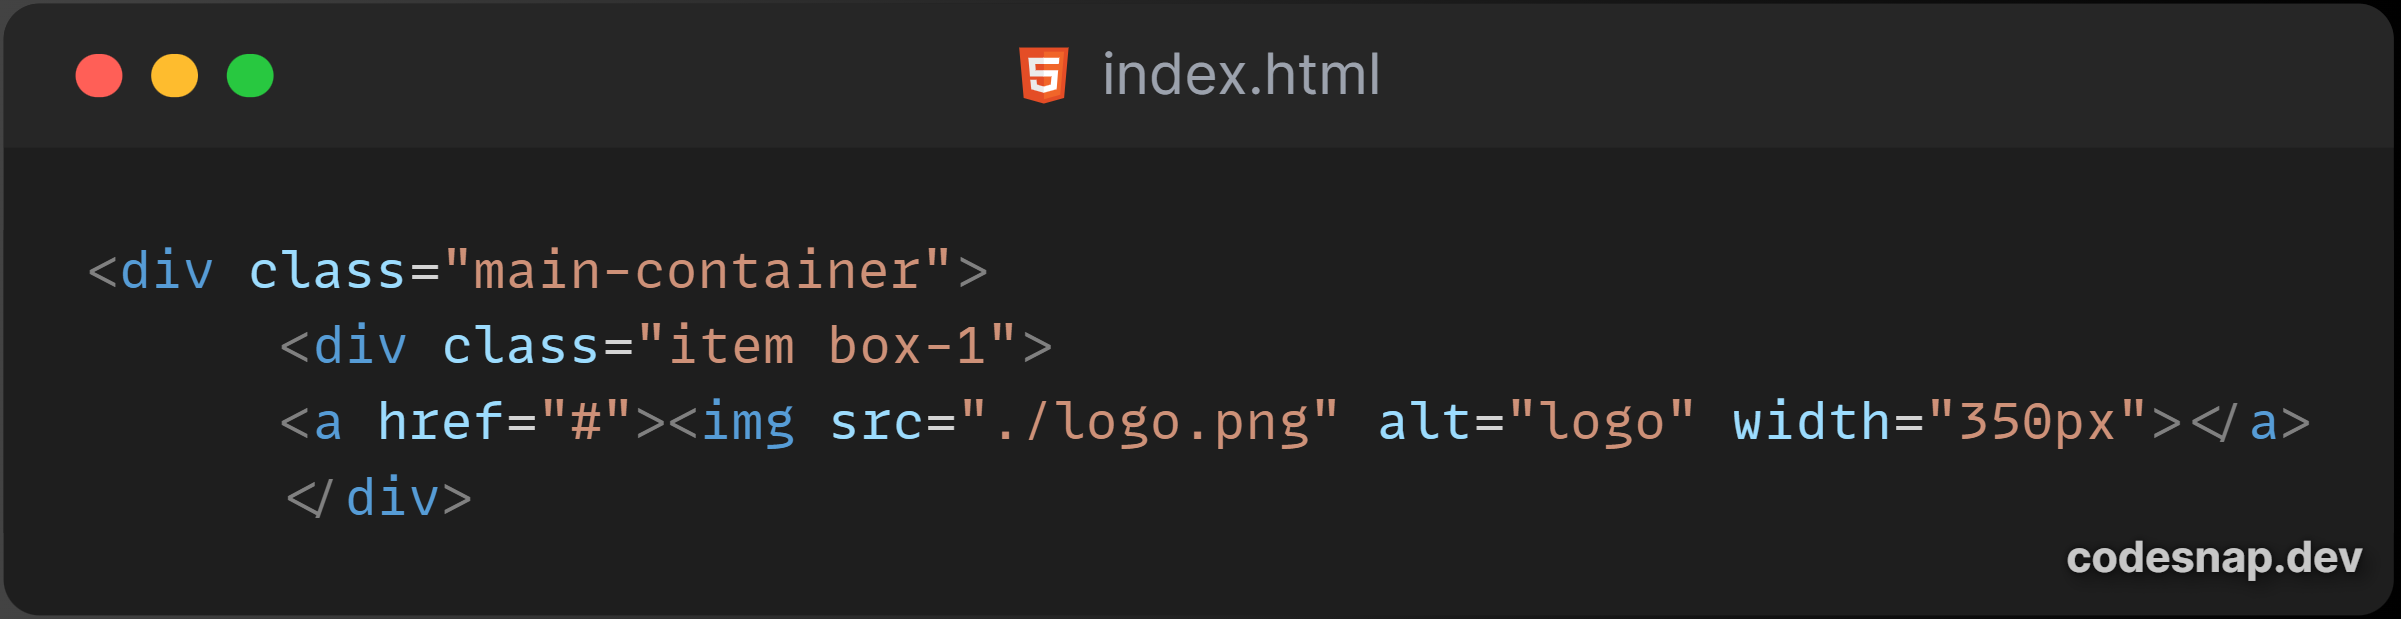 index.html
<div class="main-container">
<div class="item box-1">
<a href="#"><img src="./logo.png" alt="logo" width="350px"></a>
</div>
codesnap.dev